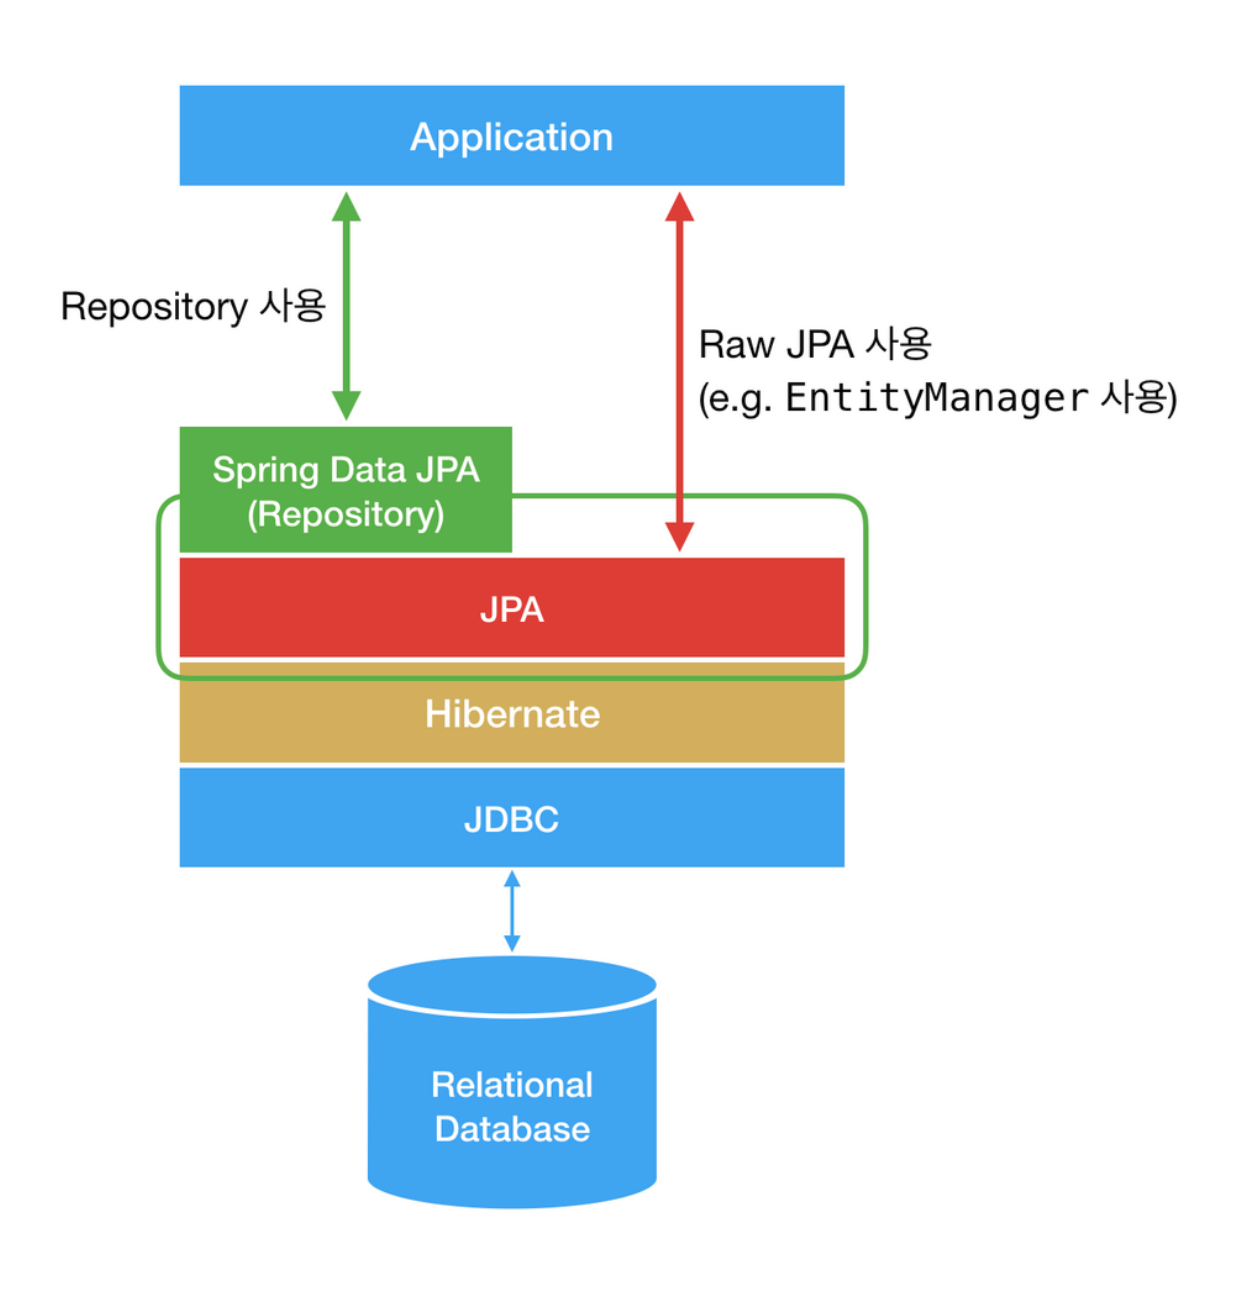 Application
Repository 사용
Raw JPA 사용
(e.g. EntityManager 사용)
Spring Data JPA
(Repository)
JPA
Hibernate
JDBC
Relational
Database